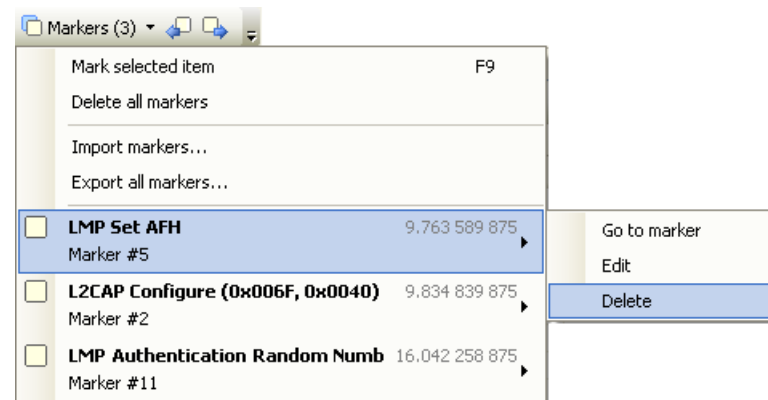 Markers (3)
Mark selected item F9
Delete all markers
Import markers...
Export all markers...
LMP Set AFH 9.763 589 875
Marker #5
Go to marker
Edit
Delete
L2CAP Configure (0x006F, 0x0040) 9.834 839 875
Marker #2
LMP Authentication Random Numb 16.042 258 875
Marker #11